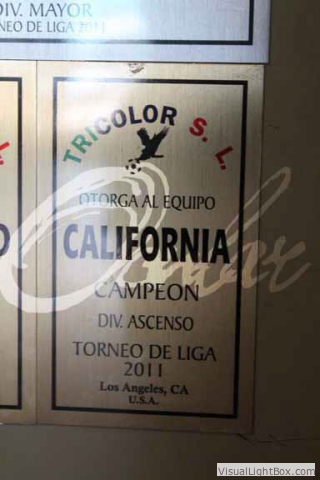 DIV. MAYOR
NEO DE LIGA 2011
TRICOLOR S. L.
OTORGA AL EQUIPO
CALIFORNIA
CAMPEON
DIV. ASCENSO
TORNEO DE LIGA
2011
Los Angeles, CA
U.S.A.
VisualLightBox.com